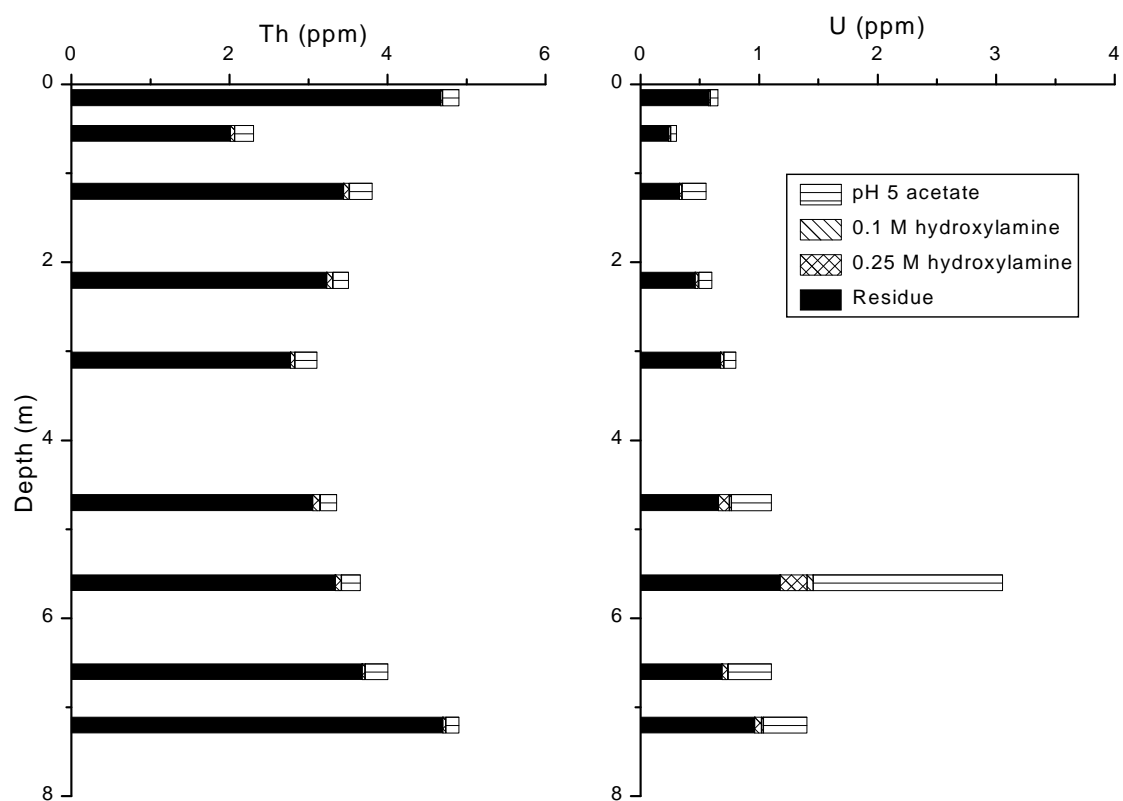 Th (ppm)
0 2 4 6
0
2
4
6
8
Depth (m)
U (ppm)
0 1 2 3 4
0
2
4
6
8
pH 5 acetate
0.1 M hydroxylamine
0.25 M hydroxylamine
Residue